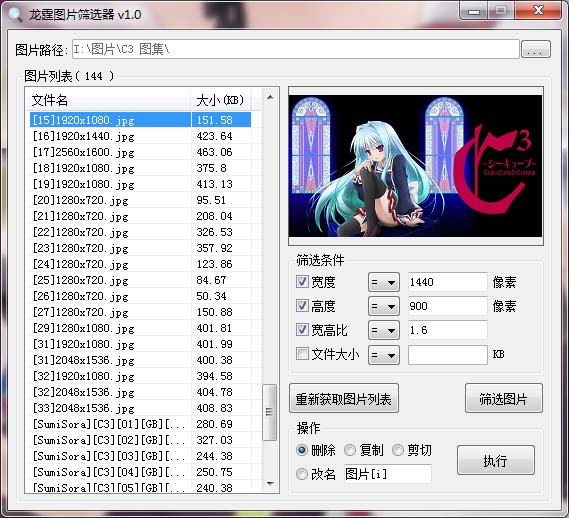 龙霆图片筛选器 v1.0
图片路径: I:\图片\C3 图集\ ...
图片列表( 144 )
文件名 大小(KB)
[15]1920x1080.jpg 151.58
[16]1920x1440.jpg 423.64
[17]2560x1600.jpg 463.06
[18]1920x1080.jpg 375.8
[19]1920x1080.jpg 413.13
[20]1280x720.jpg 95.51
[21]1280x720.jpg 208.04
[22]1280x720.jpg 326.53
[23]1280x720.jpg 357.92
[24]1280x720.jpg 123.86
[25]1280x720.jpg 84.67
[26]1280x720.jpg 50.34
[27]1280x720.jpg 150.88
[29]1280x1080.jpg 401.81
[31]1920x1080.jpg 401.99
[31]2048x1536.jpg 400.38
[32]1920x1080.jpg 394.58
[32]2048x1536.jpg 404.78
[33]2048x1536.jpg 408.83
[SumiSora][C3][01][GB][... 280.69
[SumiSora][C3][02][GB][... 327.03
[SumiSora][C3][03][GB][... 244.38
[SumiSora][C3][04][GB][... 250.75
[SumiSora][C3][05][GB][... 240.38
C3
~シーキューブ~
筛选条件
宽度 = 1440 像素
高度 = 900 像素
宽高比 = 1.6
文件大小 = KB
重新获取图片列表 筛选图片
操作
删除 复制 剪切
改名 图片[i]
执行